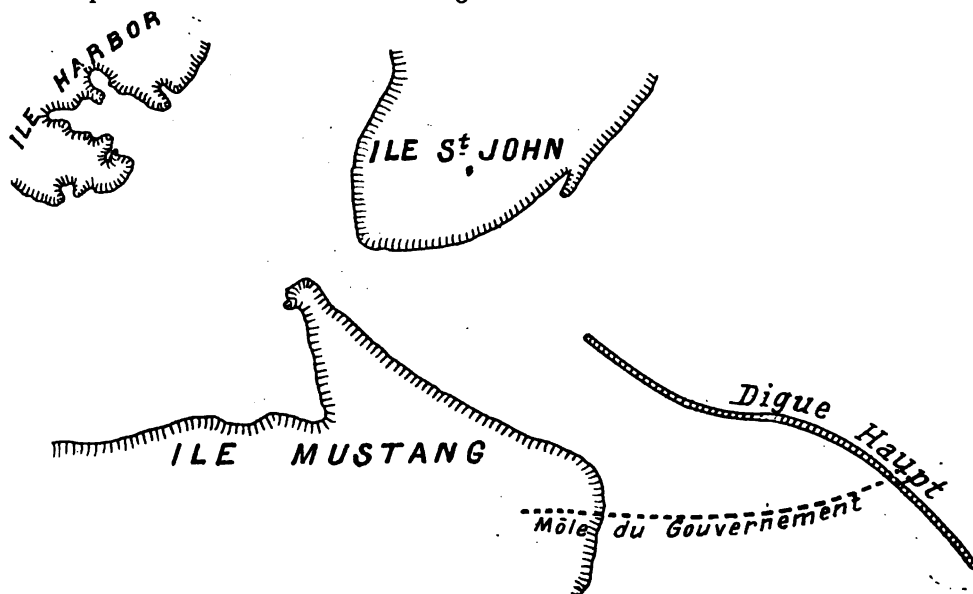 ILE HARBOR
ILE St. JOHN
ILE MUSTANG
Digue Haupt
Môle du Gouvernement